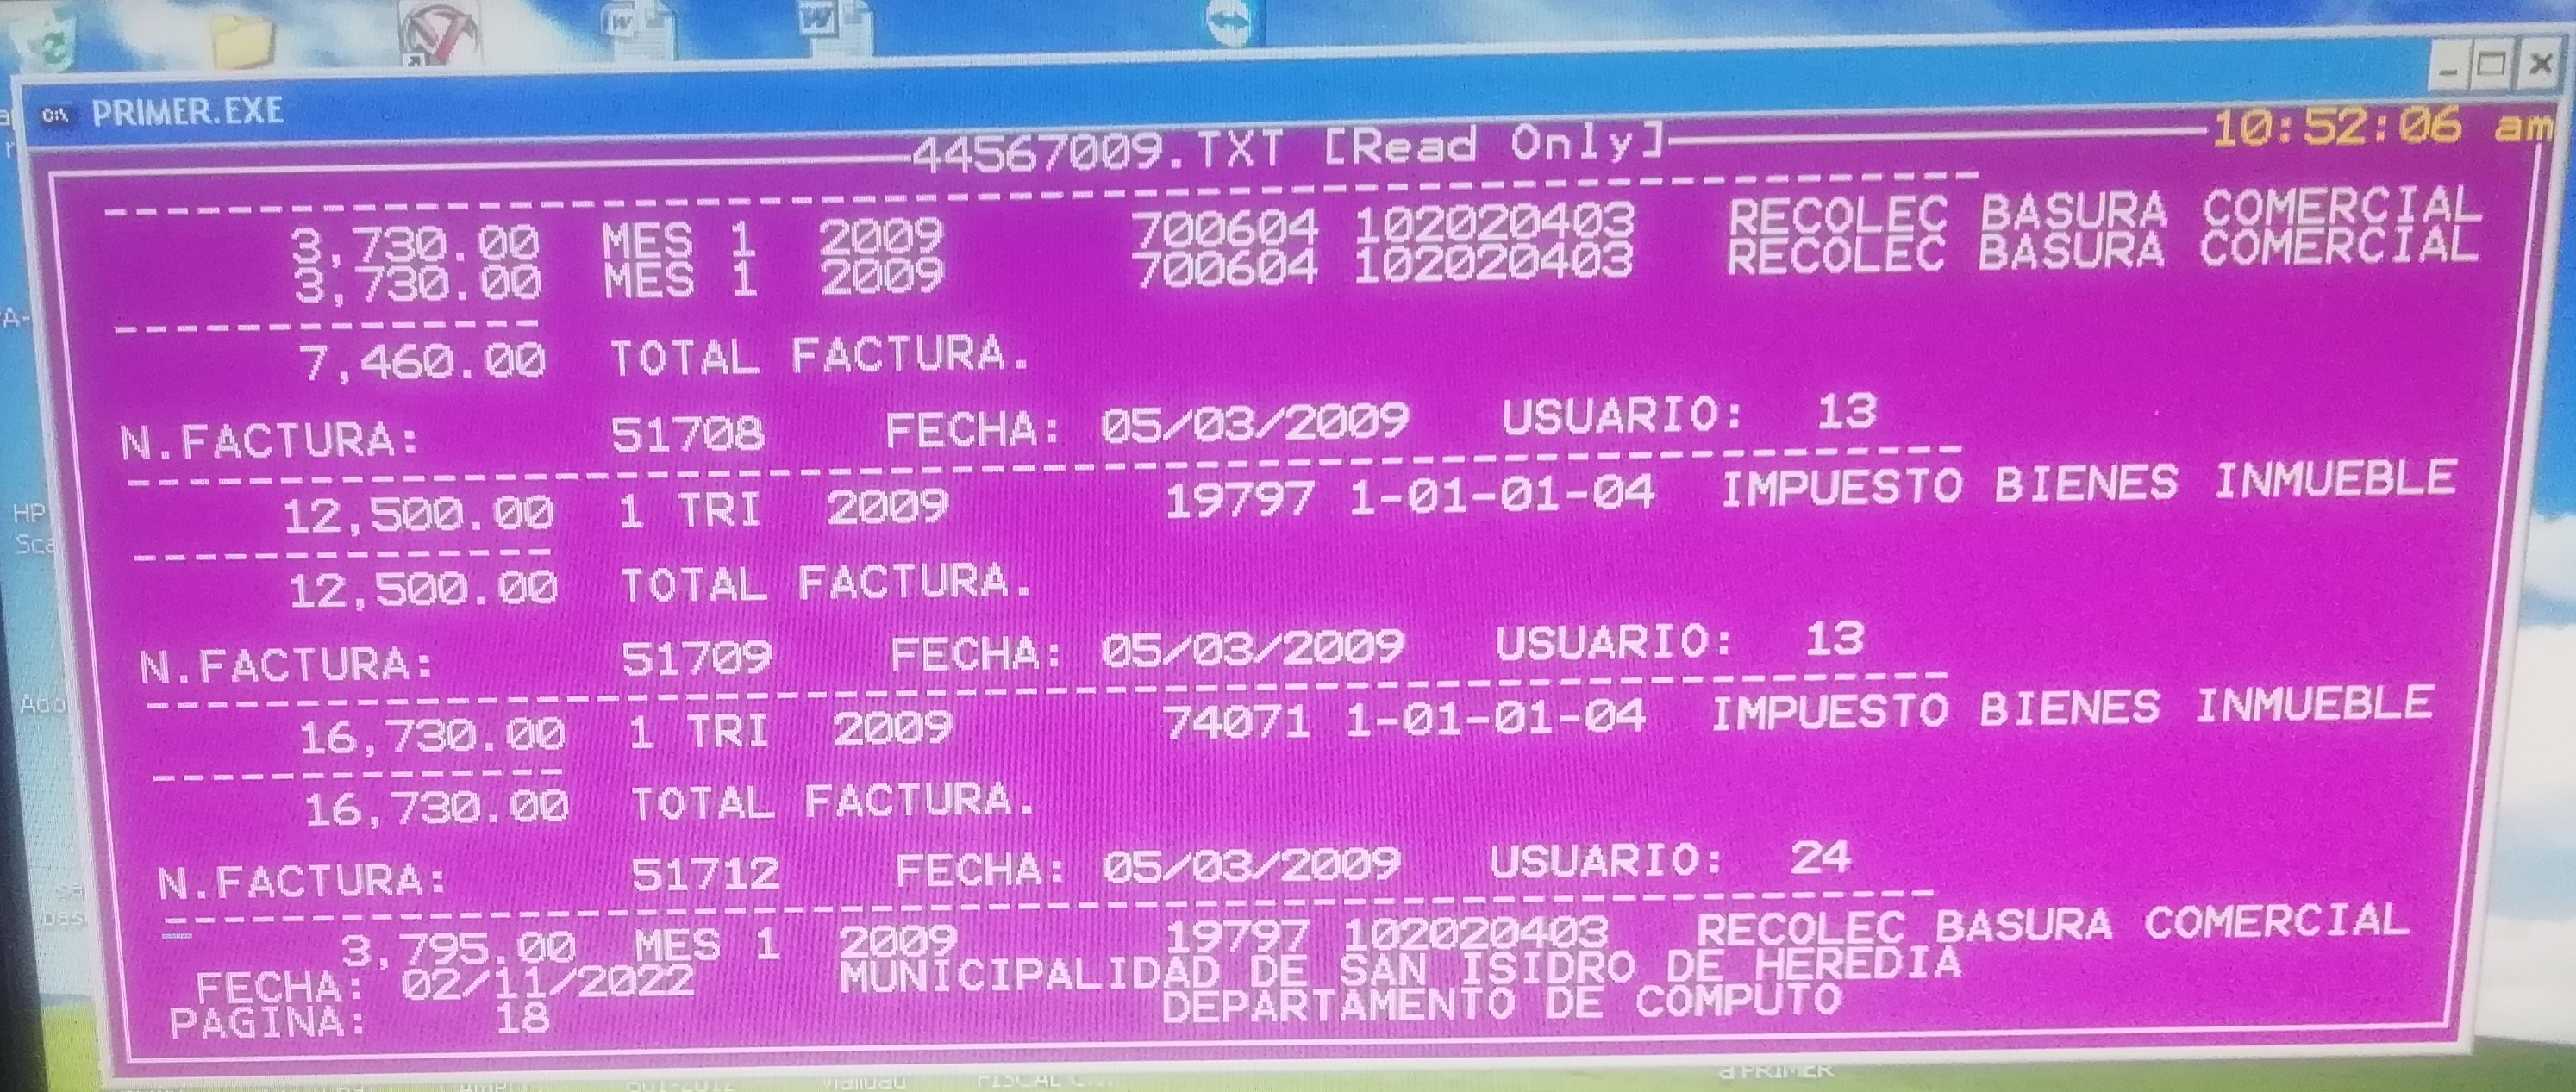 PRIMER.EXE
44567009.TXT [Read Only] 10:52:06 am
3,730.00 MES 1 2009 700604 102020403 RECOLEC BASURA COMERCIAL
3,730.00 MES 1 2009 700604 102020403 RECOLEC BASURA COMERCIAL
7,460.00 TOTAL FACTURA.
N.FACTURA: 51708 FECHA: 05/03/2009 USUARIO: 13
12,500.00 1 TRI 2009 19797 1-01-01-04 IMPUESTO BIENES INMUEBLE
12,500.00 TOTAL FACTURA.
N.FACTURA: 51709 FECHA: 05/03/2009 USUARIO: 13
16,730.00 1 TRI 2009 74071 1-01-01-04 IMPUESTO BIENES INMUEBLE
16,730.00 TOTAL FACTURA.
N.FACTURA: 51712 FECHA: 05/03/2009 USUARIO: 24
3,795.00 MES 1 2009 19797 102020403 RECOLEC BASURA COMERCIAL
FECHA: 02/11/2022 MUNICIPALIDAD DE SAN ISIDRO DE HEREDIA
PAGINA: 18 DEPARTAMENTO DE COMPUTO
HP